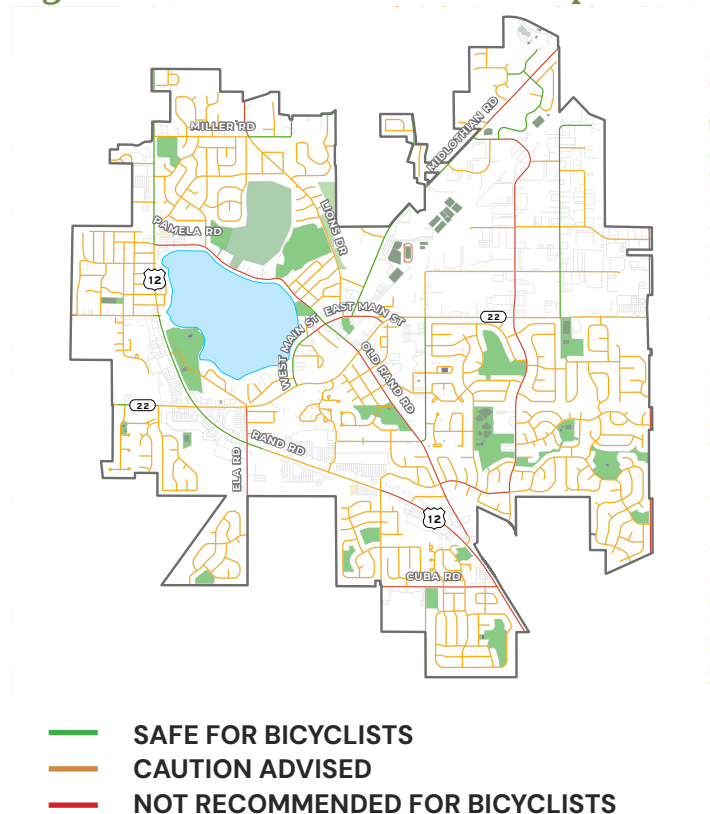 MIDLOTHIAN RD
MILLER RD
LIONS DR
PAMELA RD
12
EAST MAIN ST
22
WEST MAIN ST
OLD RAND RD
22
RAND RD
ELA RD
12
CUBA RD
SAFE FOR BICYCLISTS
CAUTION ADVISED
NOT RECOMMENDED FOR BICYCLISTS